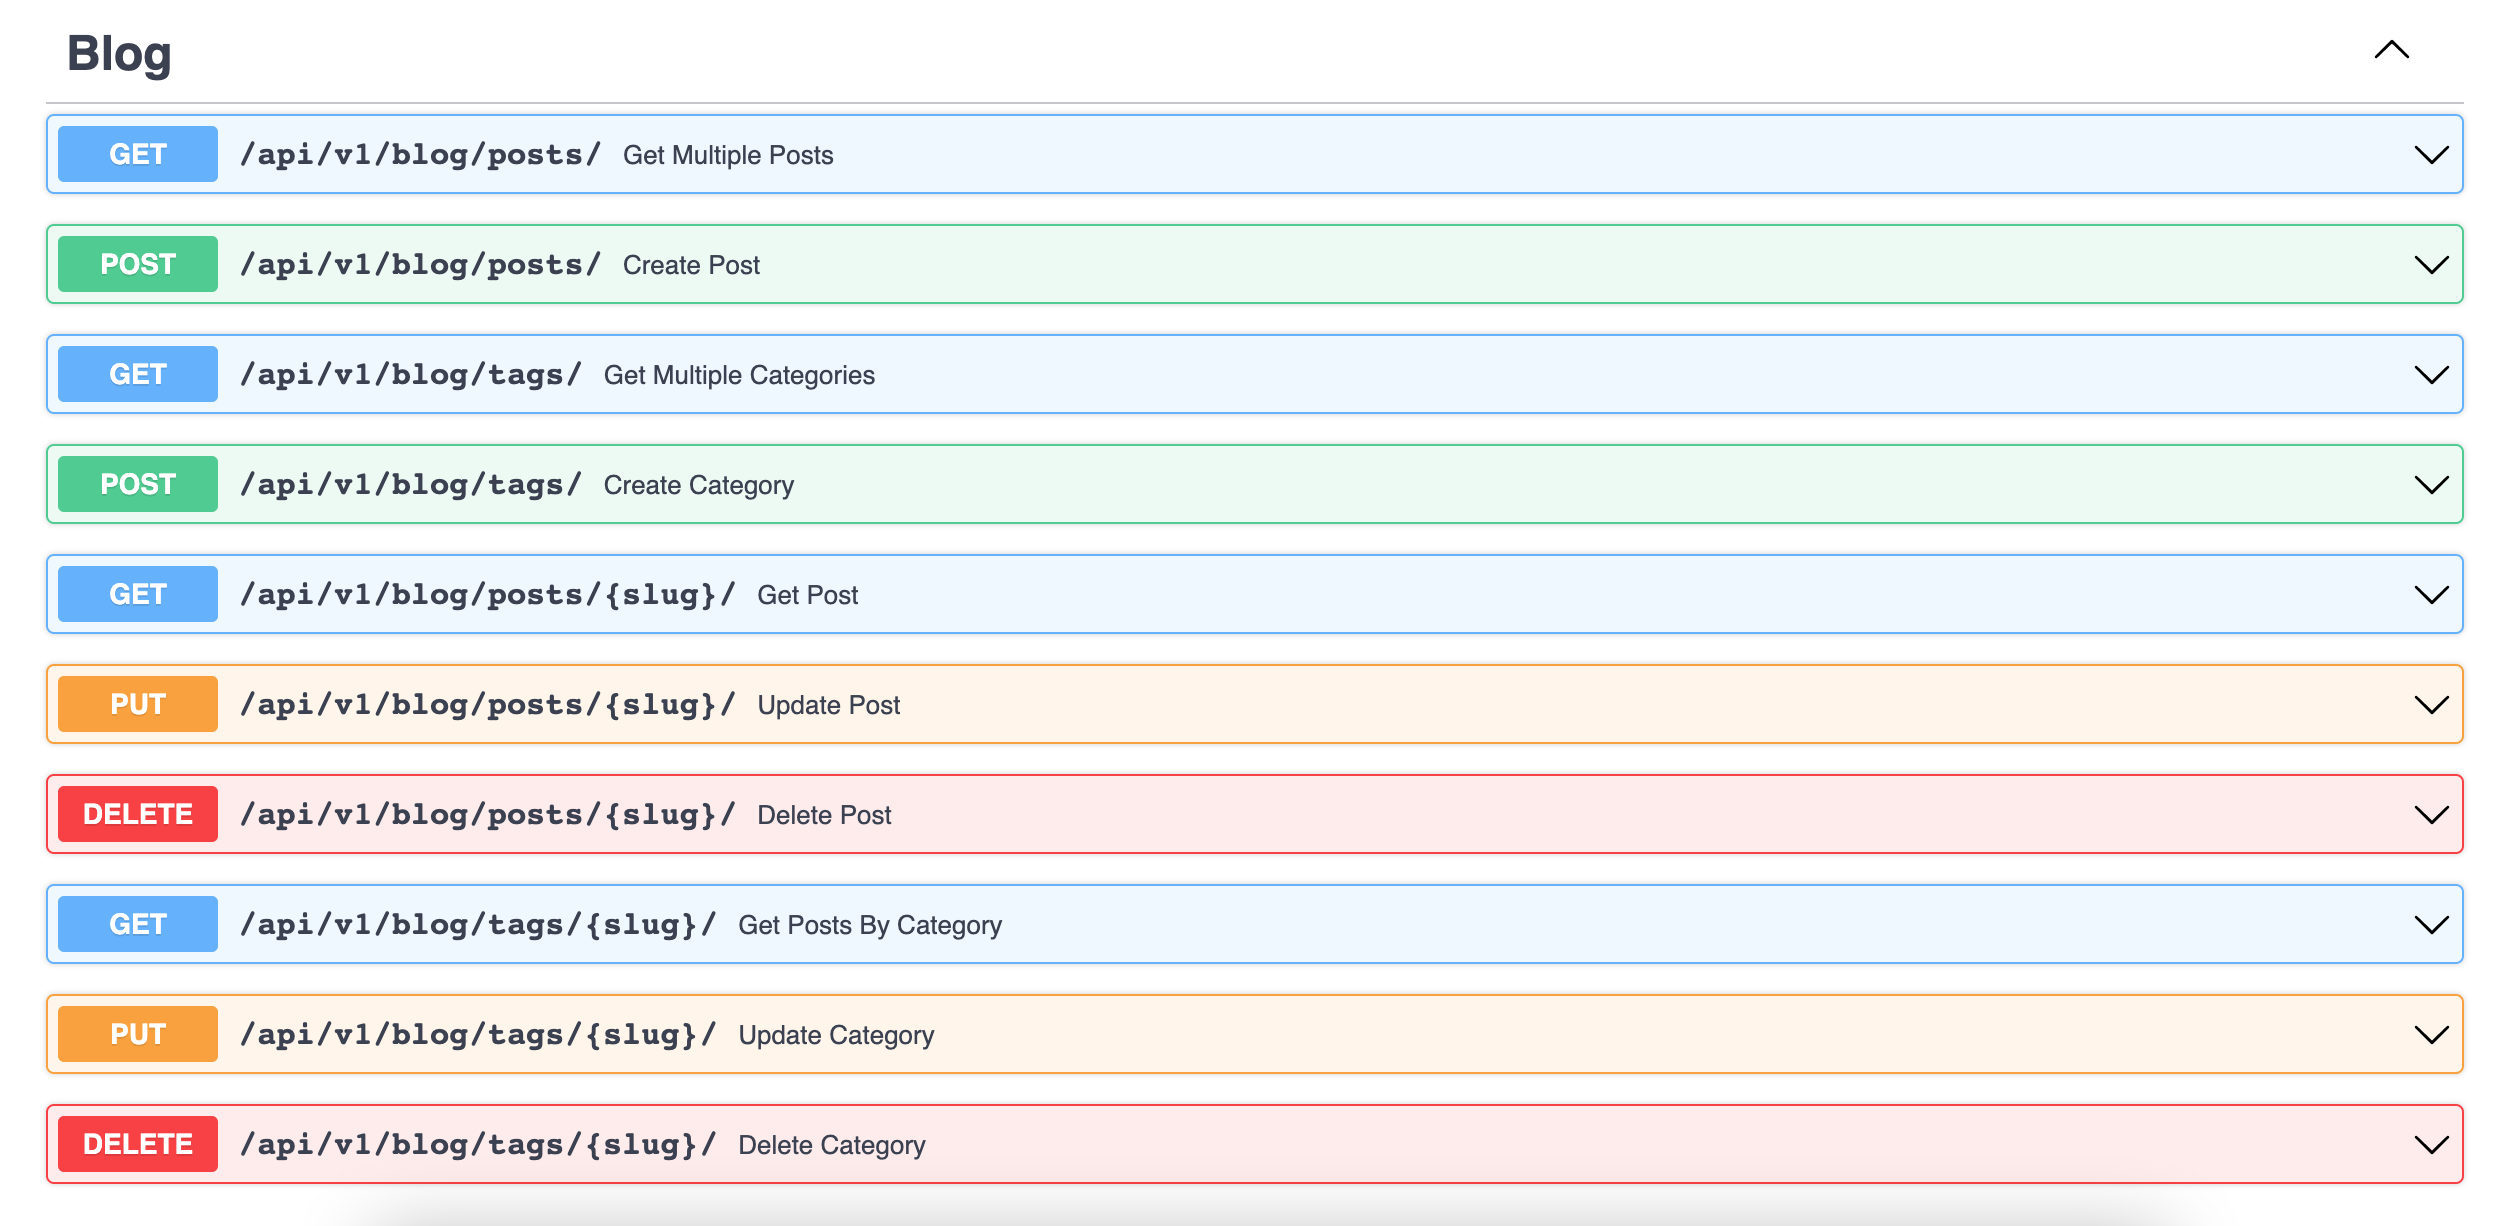 Blog
GET /api/v1/blog/posts/ Get Multiple Posts
POST /api/v1/blog/posts/ Create Post
GET /api/v1/blog/tags/ Get Multiple Categories
POST /api/v1/blog/tags/ Create Category
GET /api/v1/blog/posts/{slug}/ Get Post
PUT /api/v1/blog/posts/{slug}/ Update Post
DELETE /api/v1/blog/posts/{slug}/ Delete Post
GET /api/v1/blog/tags/{slug}/ Get Posts By Category
PUT /api/v1/blog/tags/{slug}/ Update Category
DELETE /api/v1/blog/tags/{slug}/ Delete Category